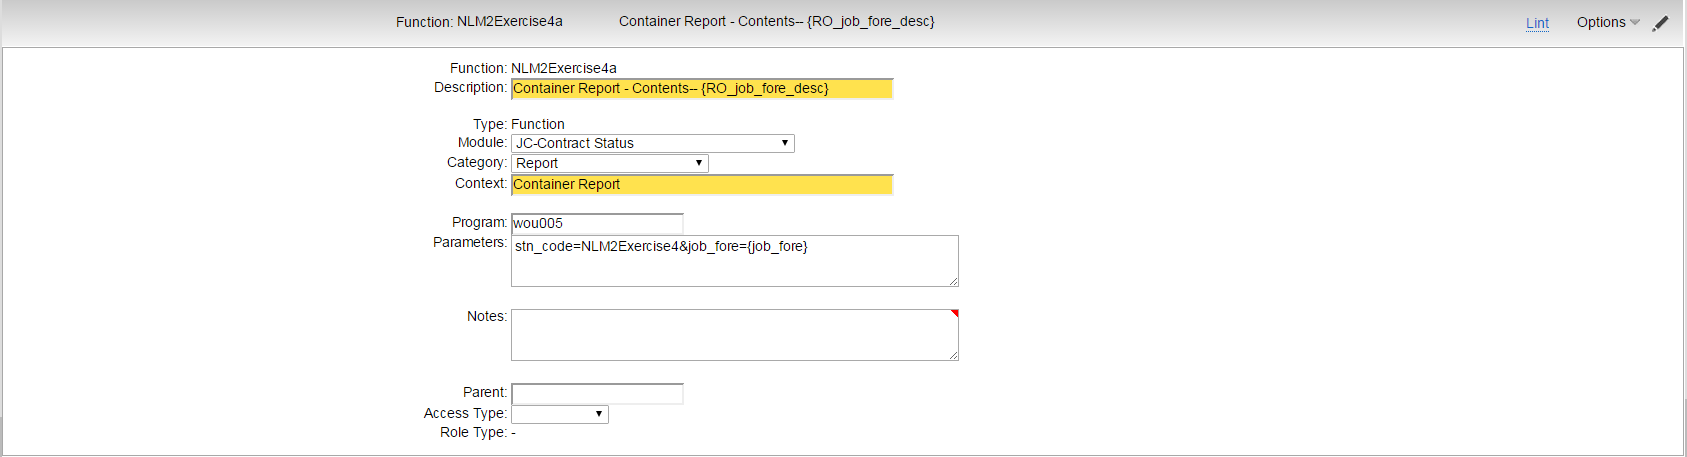 Function: NLM2Exercise4a Container Report - Contents-- {RO_job_fore_desc} Lint Options
Function: NLM2Exercise4a
Description: Container Report - Contents-- {RO_job_fore_desc}
Type: Function
Module: JC-Contract Status
Category: Report
Context: Container Report
Program: wou005
Parameters: stn_code=NLM2Exercise4&job_fore={job_fore}
Notes:
Parent:
Access Type:
Role Type: -